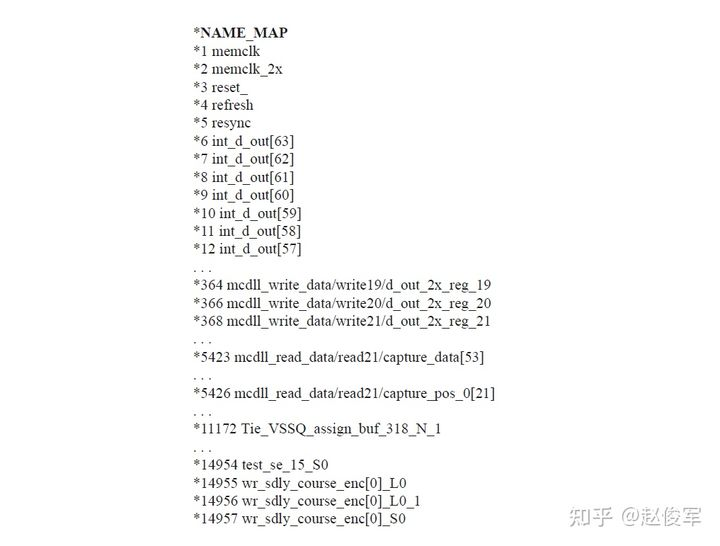 *NAME_MAP
*1 memclk
*2 memclk_2x
*3 reset_
*4 refresh
*5 resync
*6 int_d_out[63]
*7 int_d_out[62]
*8 int_d_out[61]
*9 int_d_out[60]
*10 int_d_out[59]
*11 int_d_out[58]
*12 int_d_out[57]
. . .
*364 mcdll_write_data/write19/d_out_2x_reg_19
*366 mcdll_write_data/write20/d_out_2x_reg_20
*368 mcdll_write_data/write21/d_out_2x_reg_21
. . .
*5423 mcdll_read_data/read21/capture_data[53]
. . .
*5426 mcdll_read_data/read21/capture_pos_0[21]
. . .
*11172 Tie_VSSQ_assign_buf_318_N_1
. . .
*14954 test_se_15_S0
*14955 wr_sdly_course_enc[0]_L0
*14956 wr_sdly_course_enc[0]_L0_1
*14957 wr_sdly_course_enc[0]_S0
知乎 @赵俊军